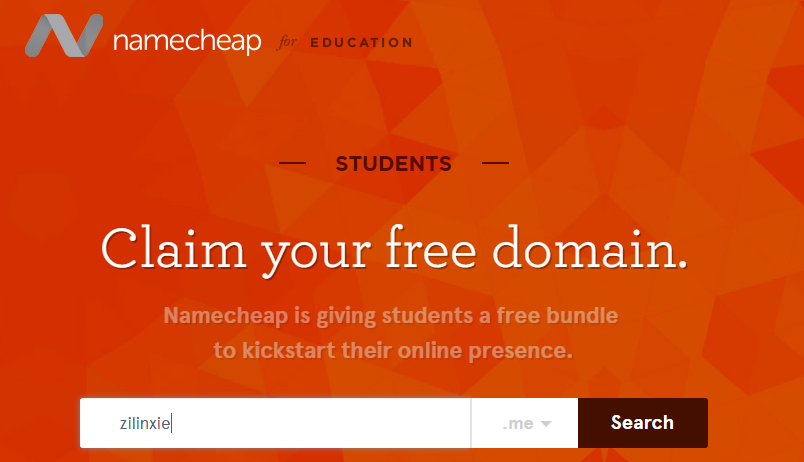 namecheap for EDUCATION
STUDENTS
Claim your free domain.
Namecheap is giving students a free bundle
to kickstart their online presence.
zilinxie .me Search